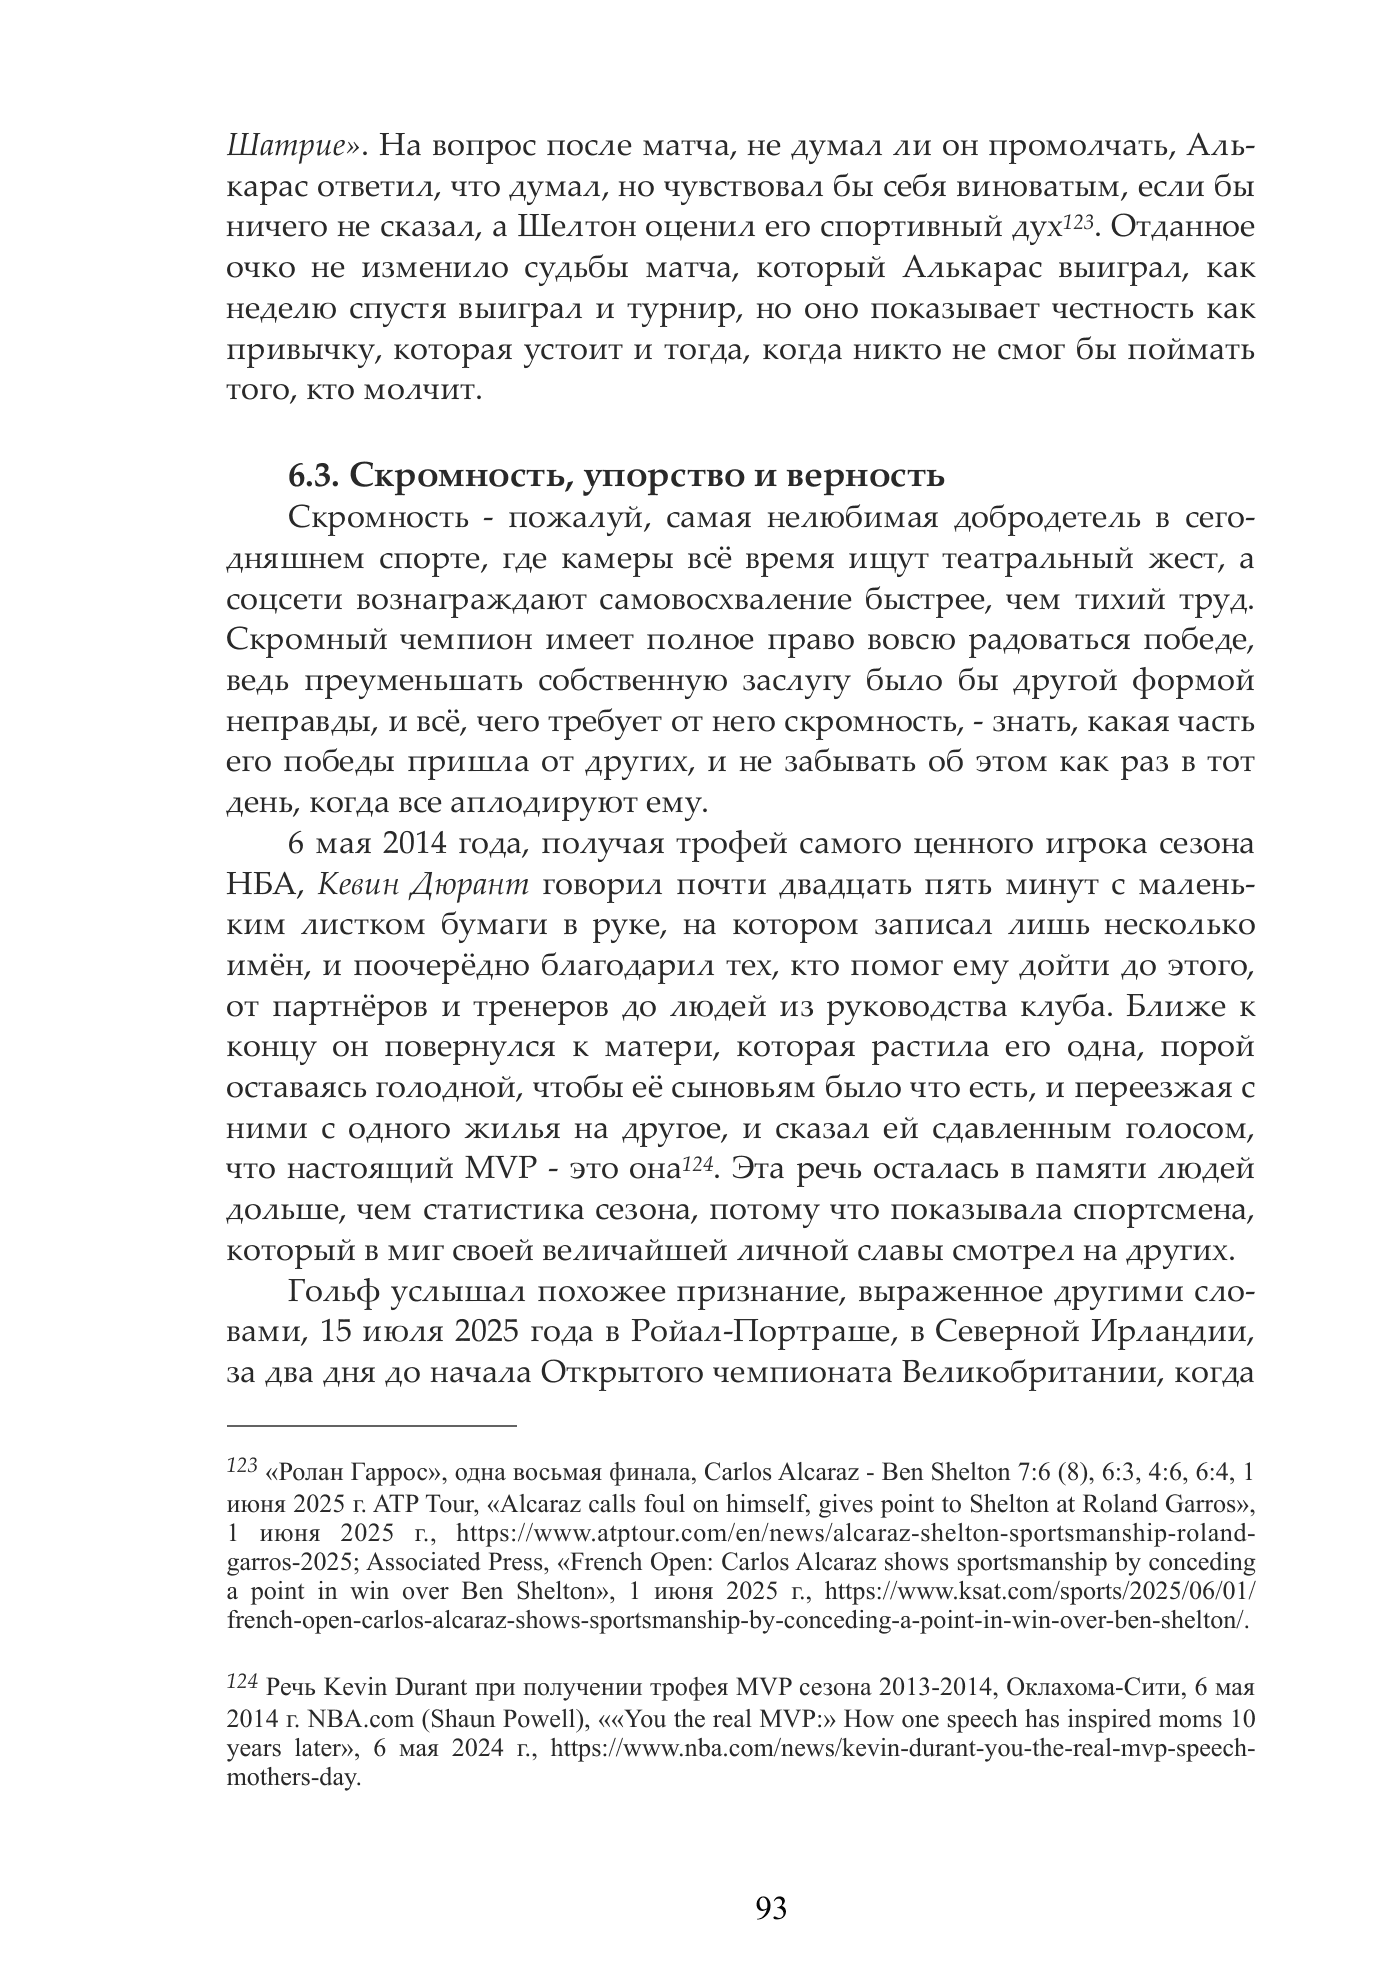 Шатрие». На вопрос после матча, не думал ли он промолчать, Аль-
карас ответил, что думал, но чувствовал бы себя виноватым, если бы
ничего не сказал, а Шелтон оценил его спортивный дух123. Отданное
очко не изменило судьбы матча, который Алькарас выиграл, как
неделю спустя выиграл и турнир, но оно показывает честность как
привычку, которая устоит и тогда, когда никто не смог бы поймать
того, кто молчит.
6.3. Скромность, упорство и верность
Скромность - пожалуй, самая нелюбимая добродетель в сего-
дняшнем спорте, где камеры всё время ищут театральный жест, а
соцсети вознаграждают самовосхваление быстрее, чем тихий труд.
Скромный чемпион имеет полное право вовсю радоваться победе,
ведь преуменьшать собственную заслугу было бы другой формой
неправды, и всё, чего требует от него скромность, - знать, какая часть
его победы пришла от других, и не забывать об этом как раз в тот
день, когда все аплодируют ему.
6 мая 2014 года, получая трофей самого ценного игрока сезона
НБА, Кевин Дюрант говорил почти двадцать пять минут с малень-
ким листком бумаги в руке, на котором записал лишь несколько
имён, и поочерёдно благодарил тех, кто помог ему дойти до этого,
от партнёров и тренеров до людей из руководства клуба. Ближе к
концу он повернулся к матери, которая растила его одна, порой
оставаясь голодной, чтобы её сыновьям было что есть, и переезжая с
ними с одного жилья на другое, и сказал ей сдавленным голосом,
что настоящий MVP - это она124. Эта речь осталась в памяти людей
дольше, чем статистика сезона, потому что показывала спортсмена,
который в миг своей величайшей личной славы смотрел на других.
Гольф услышал похожее признание, выраженное другими сло-
вами, 15 июля 2025 года в Ройал-Портраше, в Северной Ирландии,
за два дня до начала Открытого чемпионата Великобритании, когда
123 «Ролан Гаррос», одна восьмая финала, Carlos Alcaraz - Ben Shelton 7:6 (8), 6:3, 4:6, 6:4, 1
июня 2025 г. ATP Tour, «Alcaraz calls foul on himself, gives point to Shelton at Roland Garros»,
1 июня 2025 г., https://www.atptour.com/en/news/alcaraz-shelton-sportsmanship-roland-
garros-2025; Associated Press, «French Open: Carlos Alcaraz shows sportsmanship by conceding
a point in win over Ben Shelton», 1 июня 2025 г., https://www.ksat.com/sports/2025/06/01/
french-open-carlos-alcaraz-shows-sportsmanship-by-conceding-a-point-in-win-over-ben-shelton/.
124 Речь Kevin Durant при получении трофея MVP сезона 2013-2014, Оклахома-Сити, 6 мая
2014 г. NBA.com (Shaun Powell), ««You the real MVP:» How one speech has inspired moms 10
years later», 6 мая 2024 г., https://www.nba.com/news/kevin-durant-you-the-real-mvp-speech-
mothers-day.
93